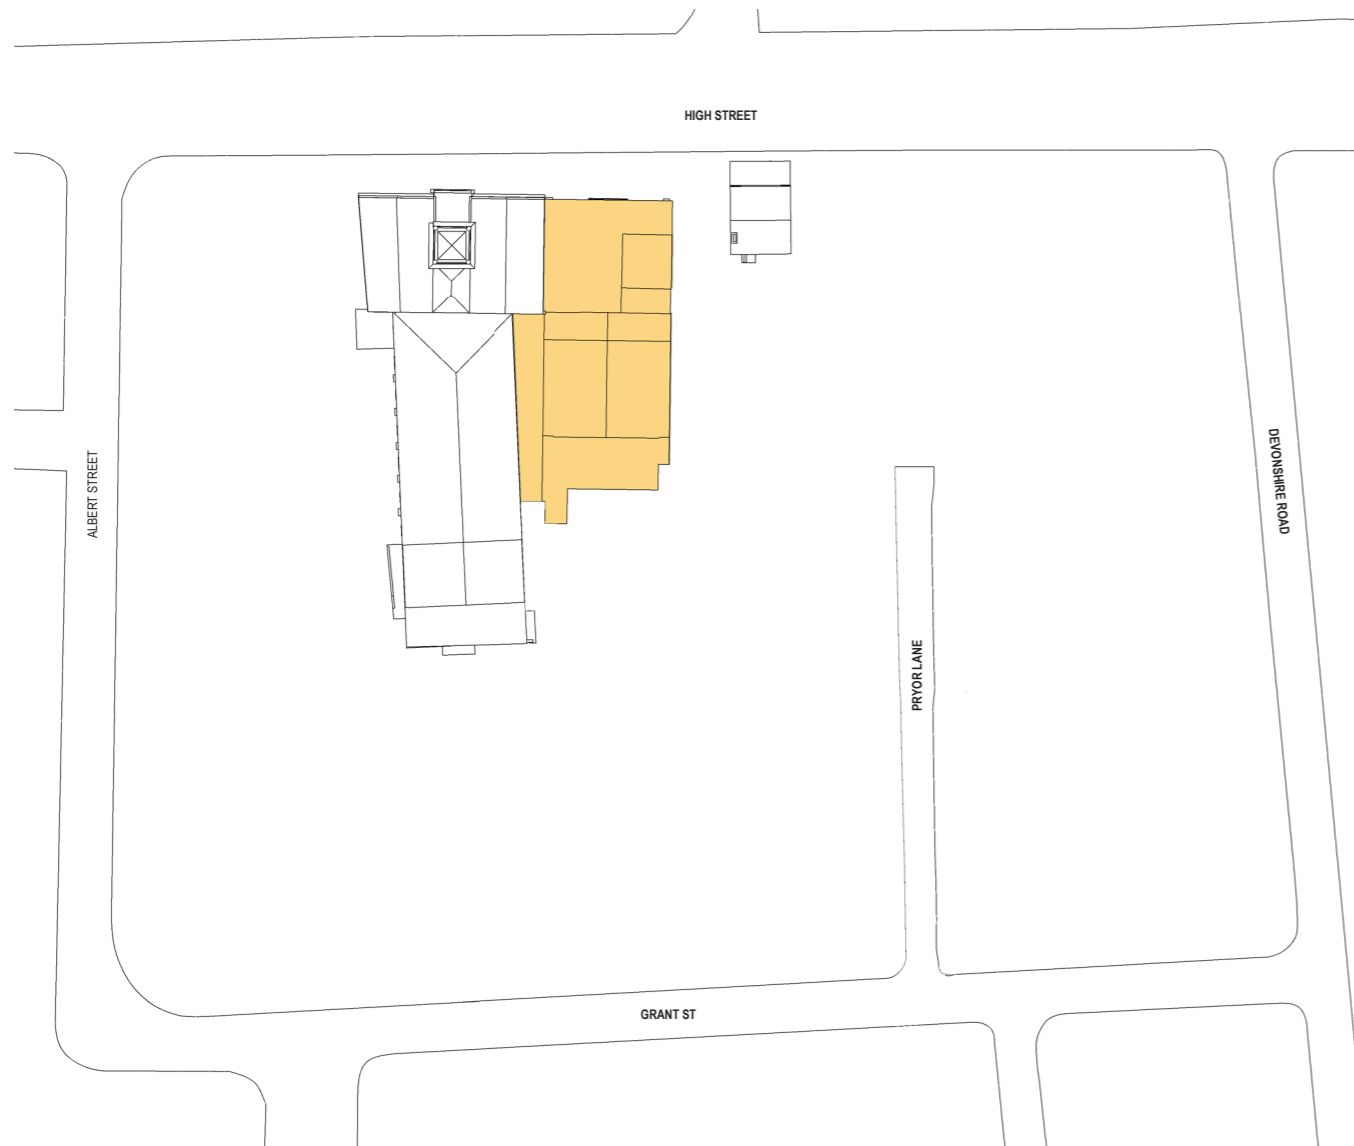 HIGH STREET
ALBERT STREET
DEVONSHIRE ROAD
PRYOR LANE
GRANT ST